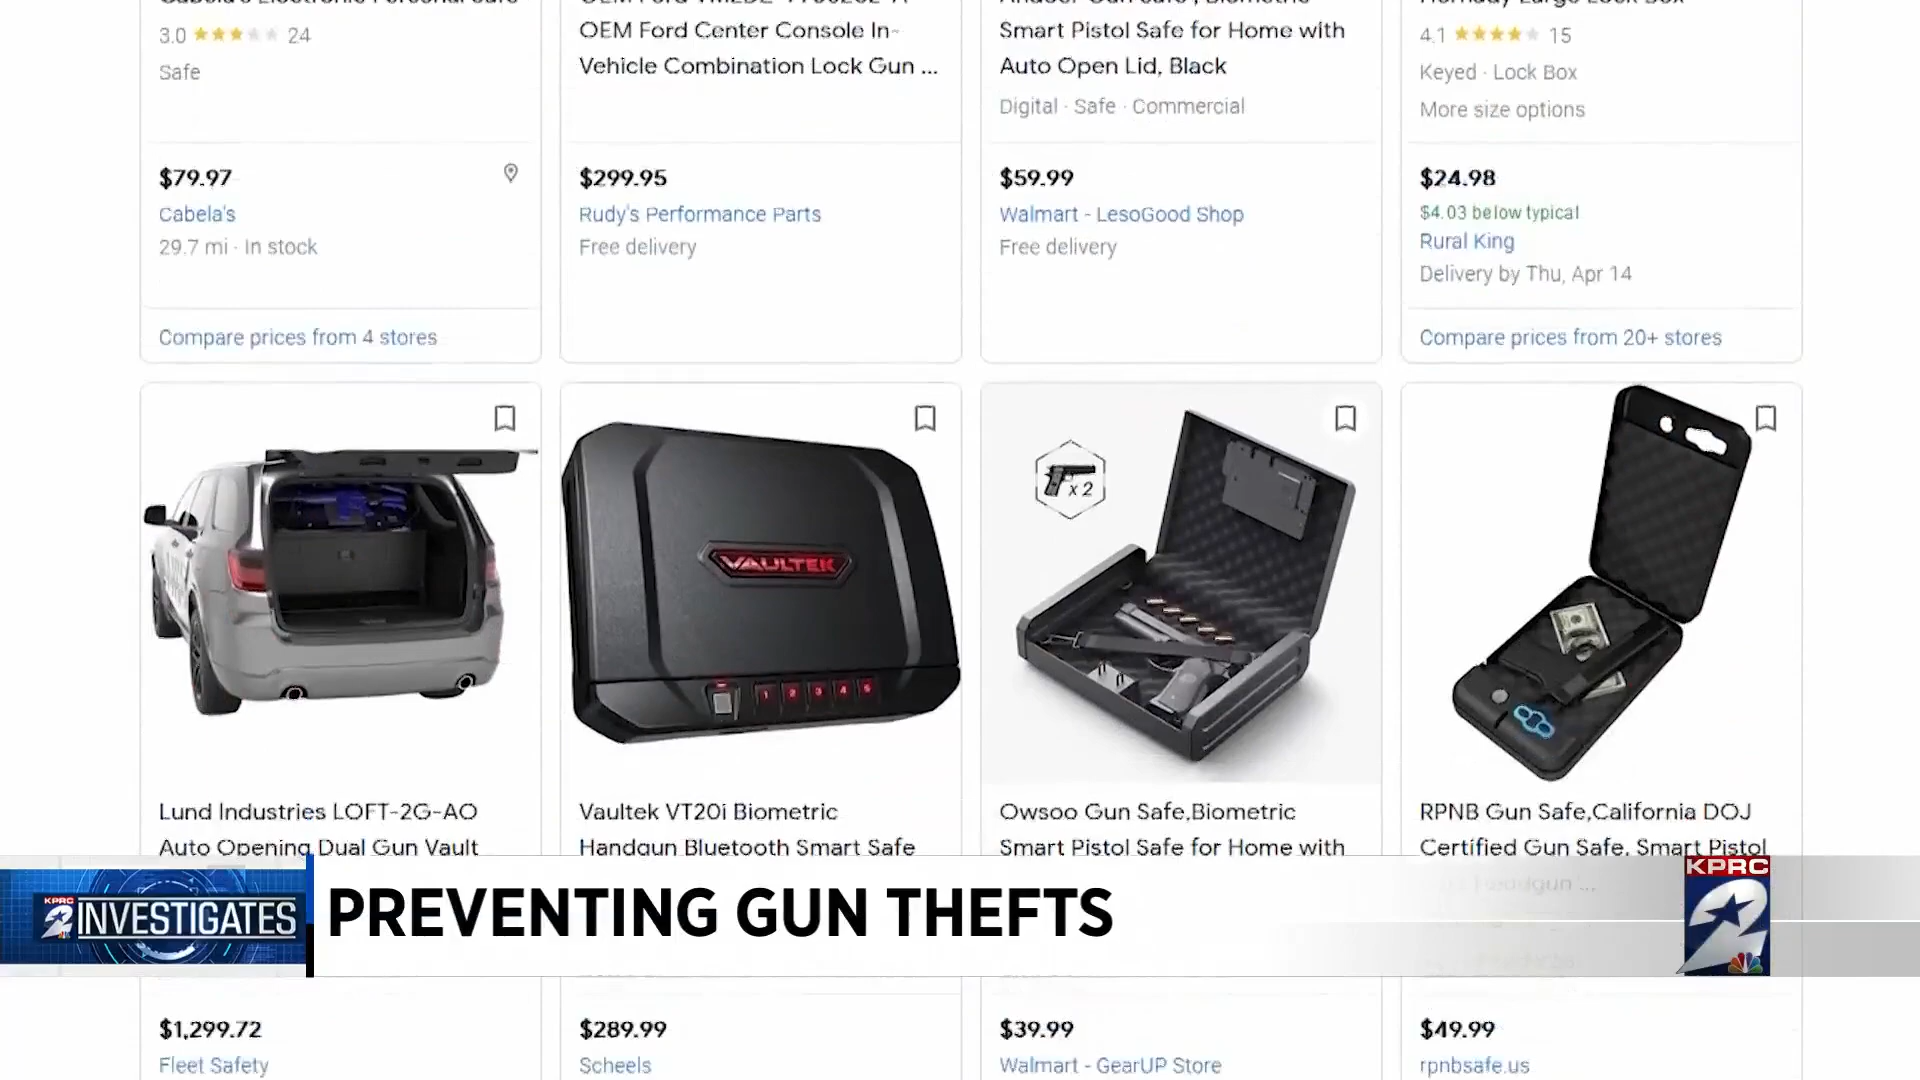 3.0 24
Safe
$79.97
Cabela's
29.7 mi · In stock
Compare prices from 4 stores
OEM Ford Center Console In-
Vehicle Combination Lock Gun ...
$299.95
Rudy's Performance Parts
Free delivery
Smart Pistol Safe for Home with
Auto Open Lid, Black
Digital · Safe · Commercial
$59.99
Walmart - LesoGood Shop
Free delivery
4.1 15
Keyed · Lock Box
More size options
$24.98
$4.03 below typical
Rural King
Delivery by Thu, Apr 14
Compare prices from 20+ stores
VAULTEK
1 2 3 4 5
x 2
Lund Industries LOFT-2G-AO
Auto Opening Dual Gun Vault
Vaultek VT20i Biometric
Handgun Bluetooth Smart Safe
Owsoo Gun Safe,Biometric
Smart Pistol Safe for Home with
RPNB Gun Safe,California DOJ
Certified Gun Safe, Smart Pistol
KPRC 2 INVESTIGATES
PREVENTING GUN THEFTS
KPRC
2
$1,299.72
Fleet Safety
$289.99
Scheels
$39.99
Walmart - GearUP Store
$49.99
rpnbsafe.us